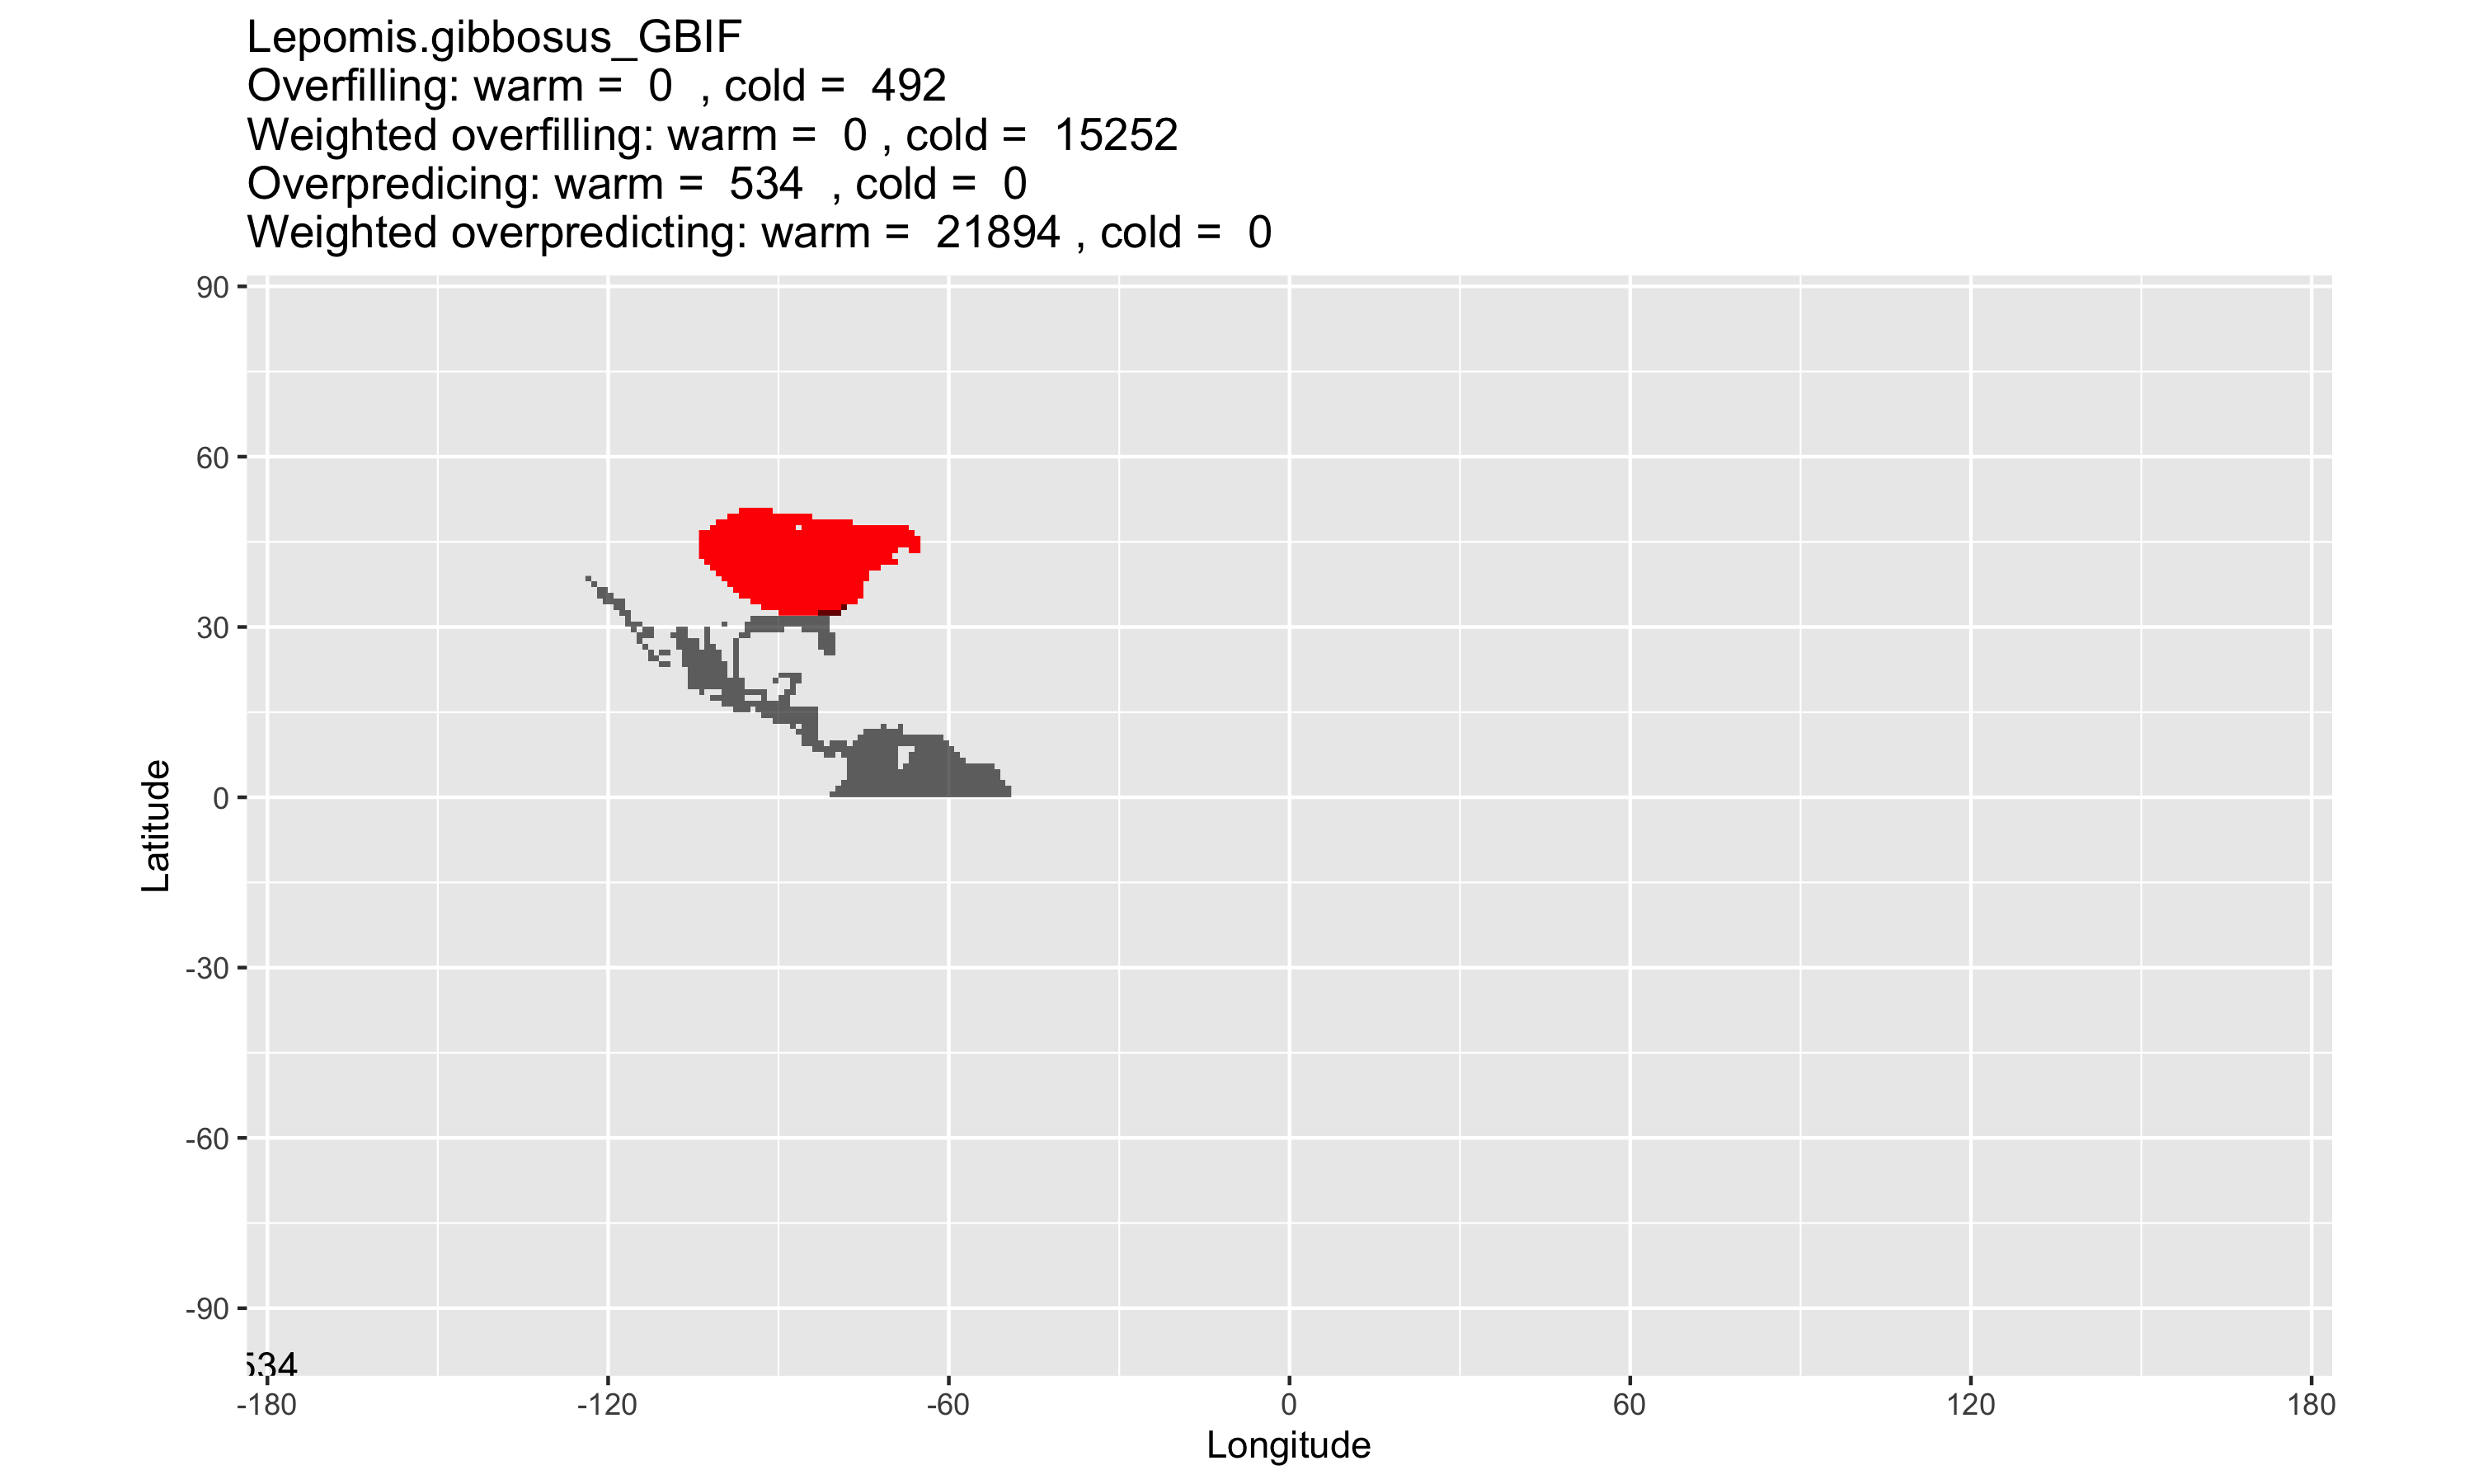 Lepomis.gibbosus_GBIF
Overfilling: warm = 0 , cold = 492
Weighted overfilling: warm = 0 , cold = 15252
Overpredicing: warm = 534 , cold = 0
Weighted overpredicting: warm = 21894 , cold = 0
90
60
30
0
-30
-60
-90
Latitude
534
-180 -120 -60 0 60 120 180
Longitude